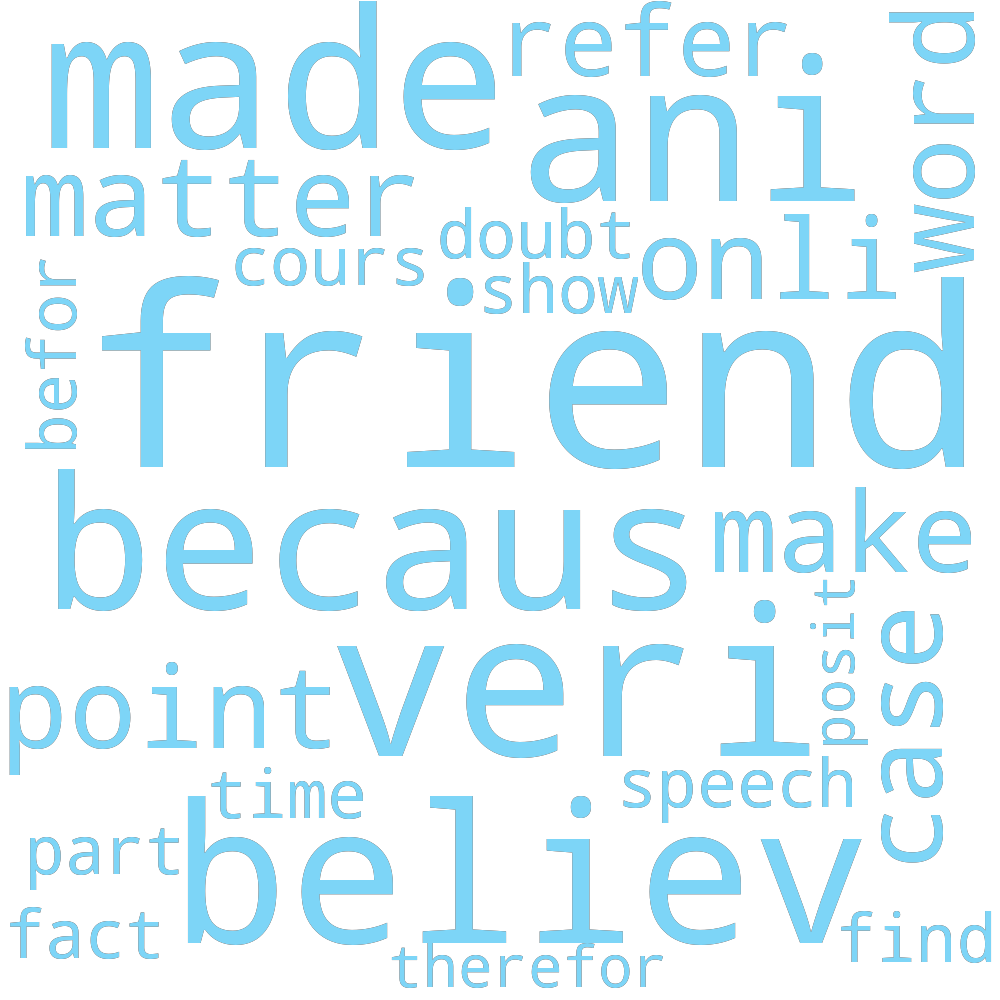 made
refer
ani
word
matter
doubt
onli
cours
show
befor
friend
becaus
make
veri
posit
case
point
time
speech
part
believ
fact
find
therefor